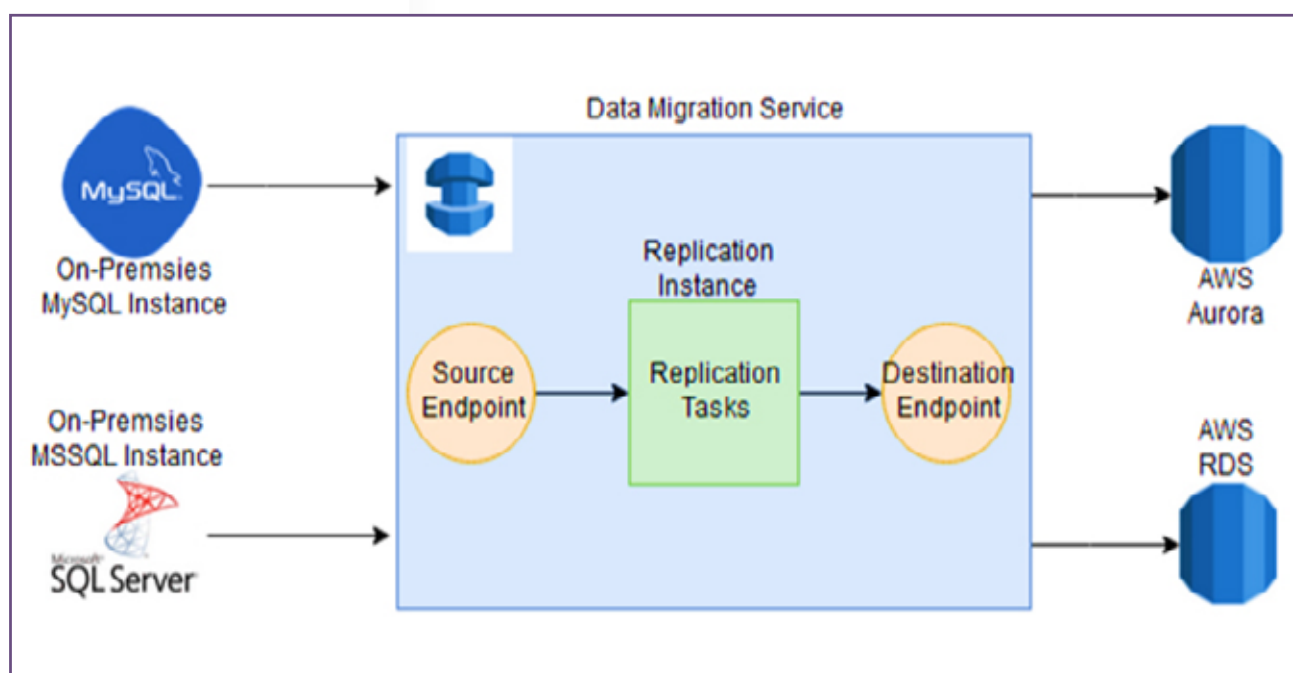 Data Migration Service
MySQL
On-Premsies
MySQL Instance
On-Premsies
MSSQL Instance
Microsoft
SQL Server
Replication
Instance
Source
Endpoint
Replication
Tasks
Destination
Endpoint
AWS
Aurora
AWS
RDS